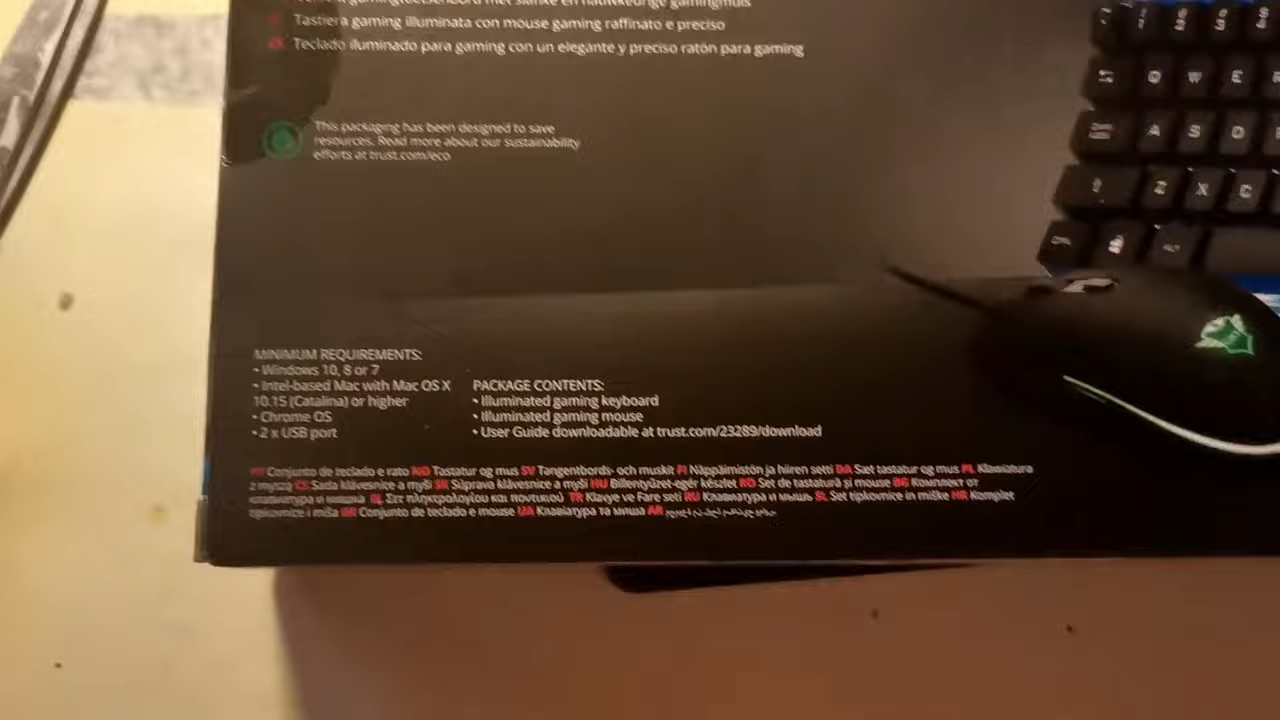 met slanke en nauwkeurige gamingmuis
Tastiera gaming illuminata con mouse gaming raffinato e preciso
ES Teclado iluminado para gaming con un elegante y preciso ratón para gaming
This packaging has been designed to save
resources. Read more about our sustainability
efforts at trust.com/eco
MINIMUM REQUIREMENTS:
• Windows 10, 8 or 7
• Intel-based Mac with Mac OS X
10.15 (Catalina) or higher
• Chrome OS
• 2 x USB port
PACKAGE CONTENTS:
• Illuminated gaming keyboard
• Illuminated gaming mouse
• User Guide downloadable at trust.com/23289/download
PT Conjunto de teclado e rato NO Tastatur og mus SV Tangentbords- och muskit FI Näppäimistön ja hiiren setti DA Sæt tastatur og mus PL Klawiatura
z myszą CS Sada klávesnice a myši SK Súprava klávesnice a myši HU Billentyűzet-egér készlet RO Set de tastatură și mouse BG Комплект от
клавиатура и мишка EL Σετ πληκτρολογίου και ποντικιού TR Klavye ve Fare seti RU Клавиатура и мышь SL Set tipkovnice in miške HR Komplet
tipkovnice i miša BR Conjunto de teclado e mouse UA Клавіатура та миша AR
Q W E
A S D
Z X C
ALT